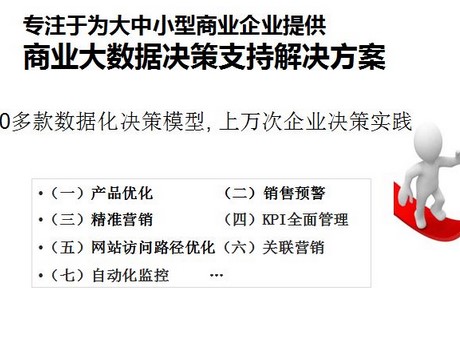 专注于为大中小型商业企业提供
商业大数据决策支持解决方案
0多款数据化决策模型, 上万次企业决策实践
•（一）产品优化 （二）销售预警
•（三）精准营销 （四）KPI全面管理
•（五）网站访问路径优化（六）关联营销
•（七）自动化监控 …